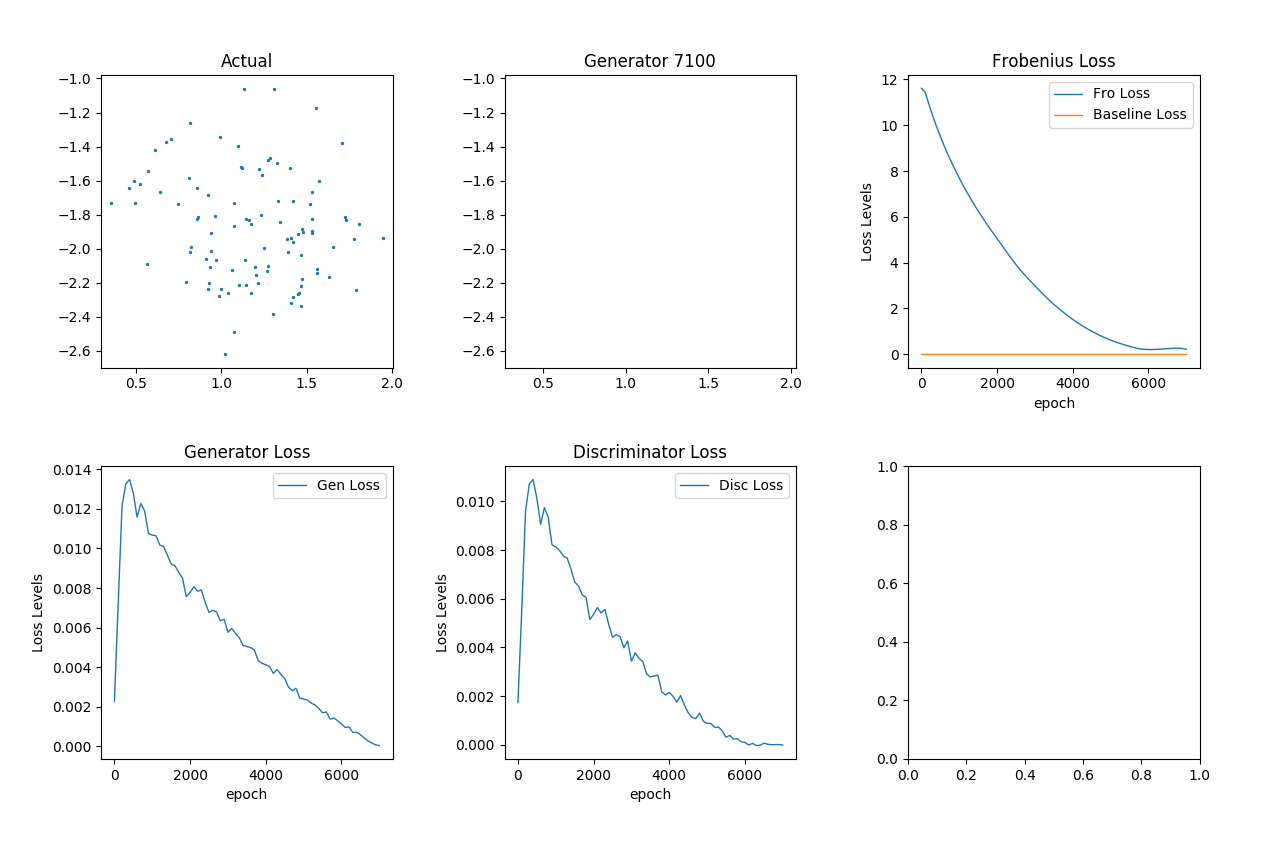 Actual
−1.0
−1.2
−1.4
−1.6
−1.8
−2.0
−2.2
−2.4
−2.6
0.5 1.0 1.5 2.0
Generator 7100
−1.0
−1.2
−1.4
−1.6
−1.8
−2.0
−2.2
−2.4
−2.6
0.5 1.0 1.5 2.0
Frobenius Loss
Fro Loss
Baseline Loss
Loss Levels
12
10
8
6
4
2
0
0 2000 4000 6000
epoch
Generator Loss
Gen Loss
Loss Levels
0.014
0.012
0.010
0.008
0.006
0.004
0.002
0.000
0 2000 4000 6000
epoch
Discriminator Loss
Disc Loss
Loss Levels
0.010
0.008
0.006
0.004
0.002
0.000
0 2000 4000 6000
epoch
1.0
0.8
0.6
0.4
0.2
0.0
0.0 0.2 0.4 0.6 0.8 1.0